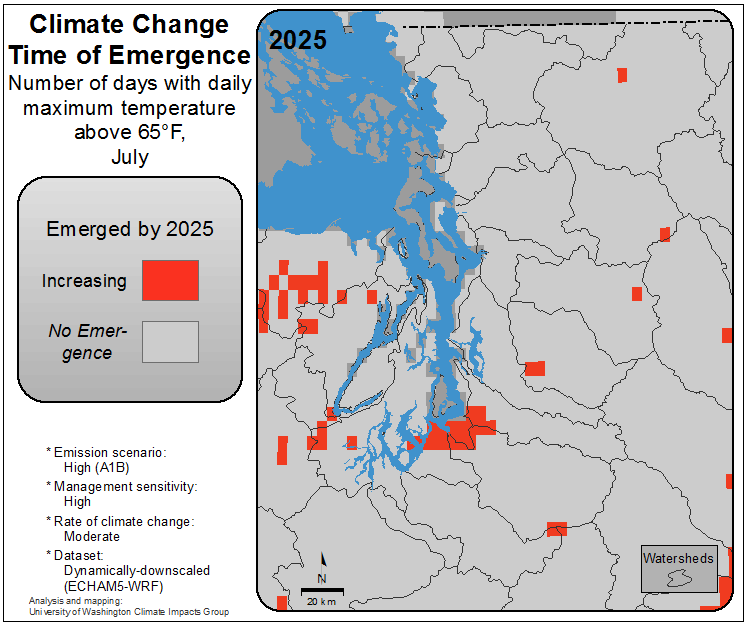 Climate Change
Time of Emergence
Number of days with daily
maximum temperature
above 65°F,
July
Emerged by 2025
Increasing
No Emer-
gence
* Emission scenario:
High (A1B)
* Management sensitivity:
High
* Rate of climate change:
Moderate
* Dataset:
Dynamically-downscaled
(ECHAM5-WRF)
Analysis and mapping:
University of Washington Climate Impacts Group
2025
N
20 km
Watersheds